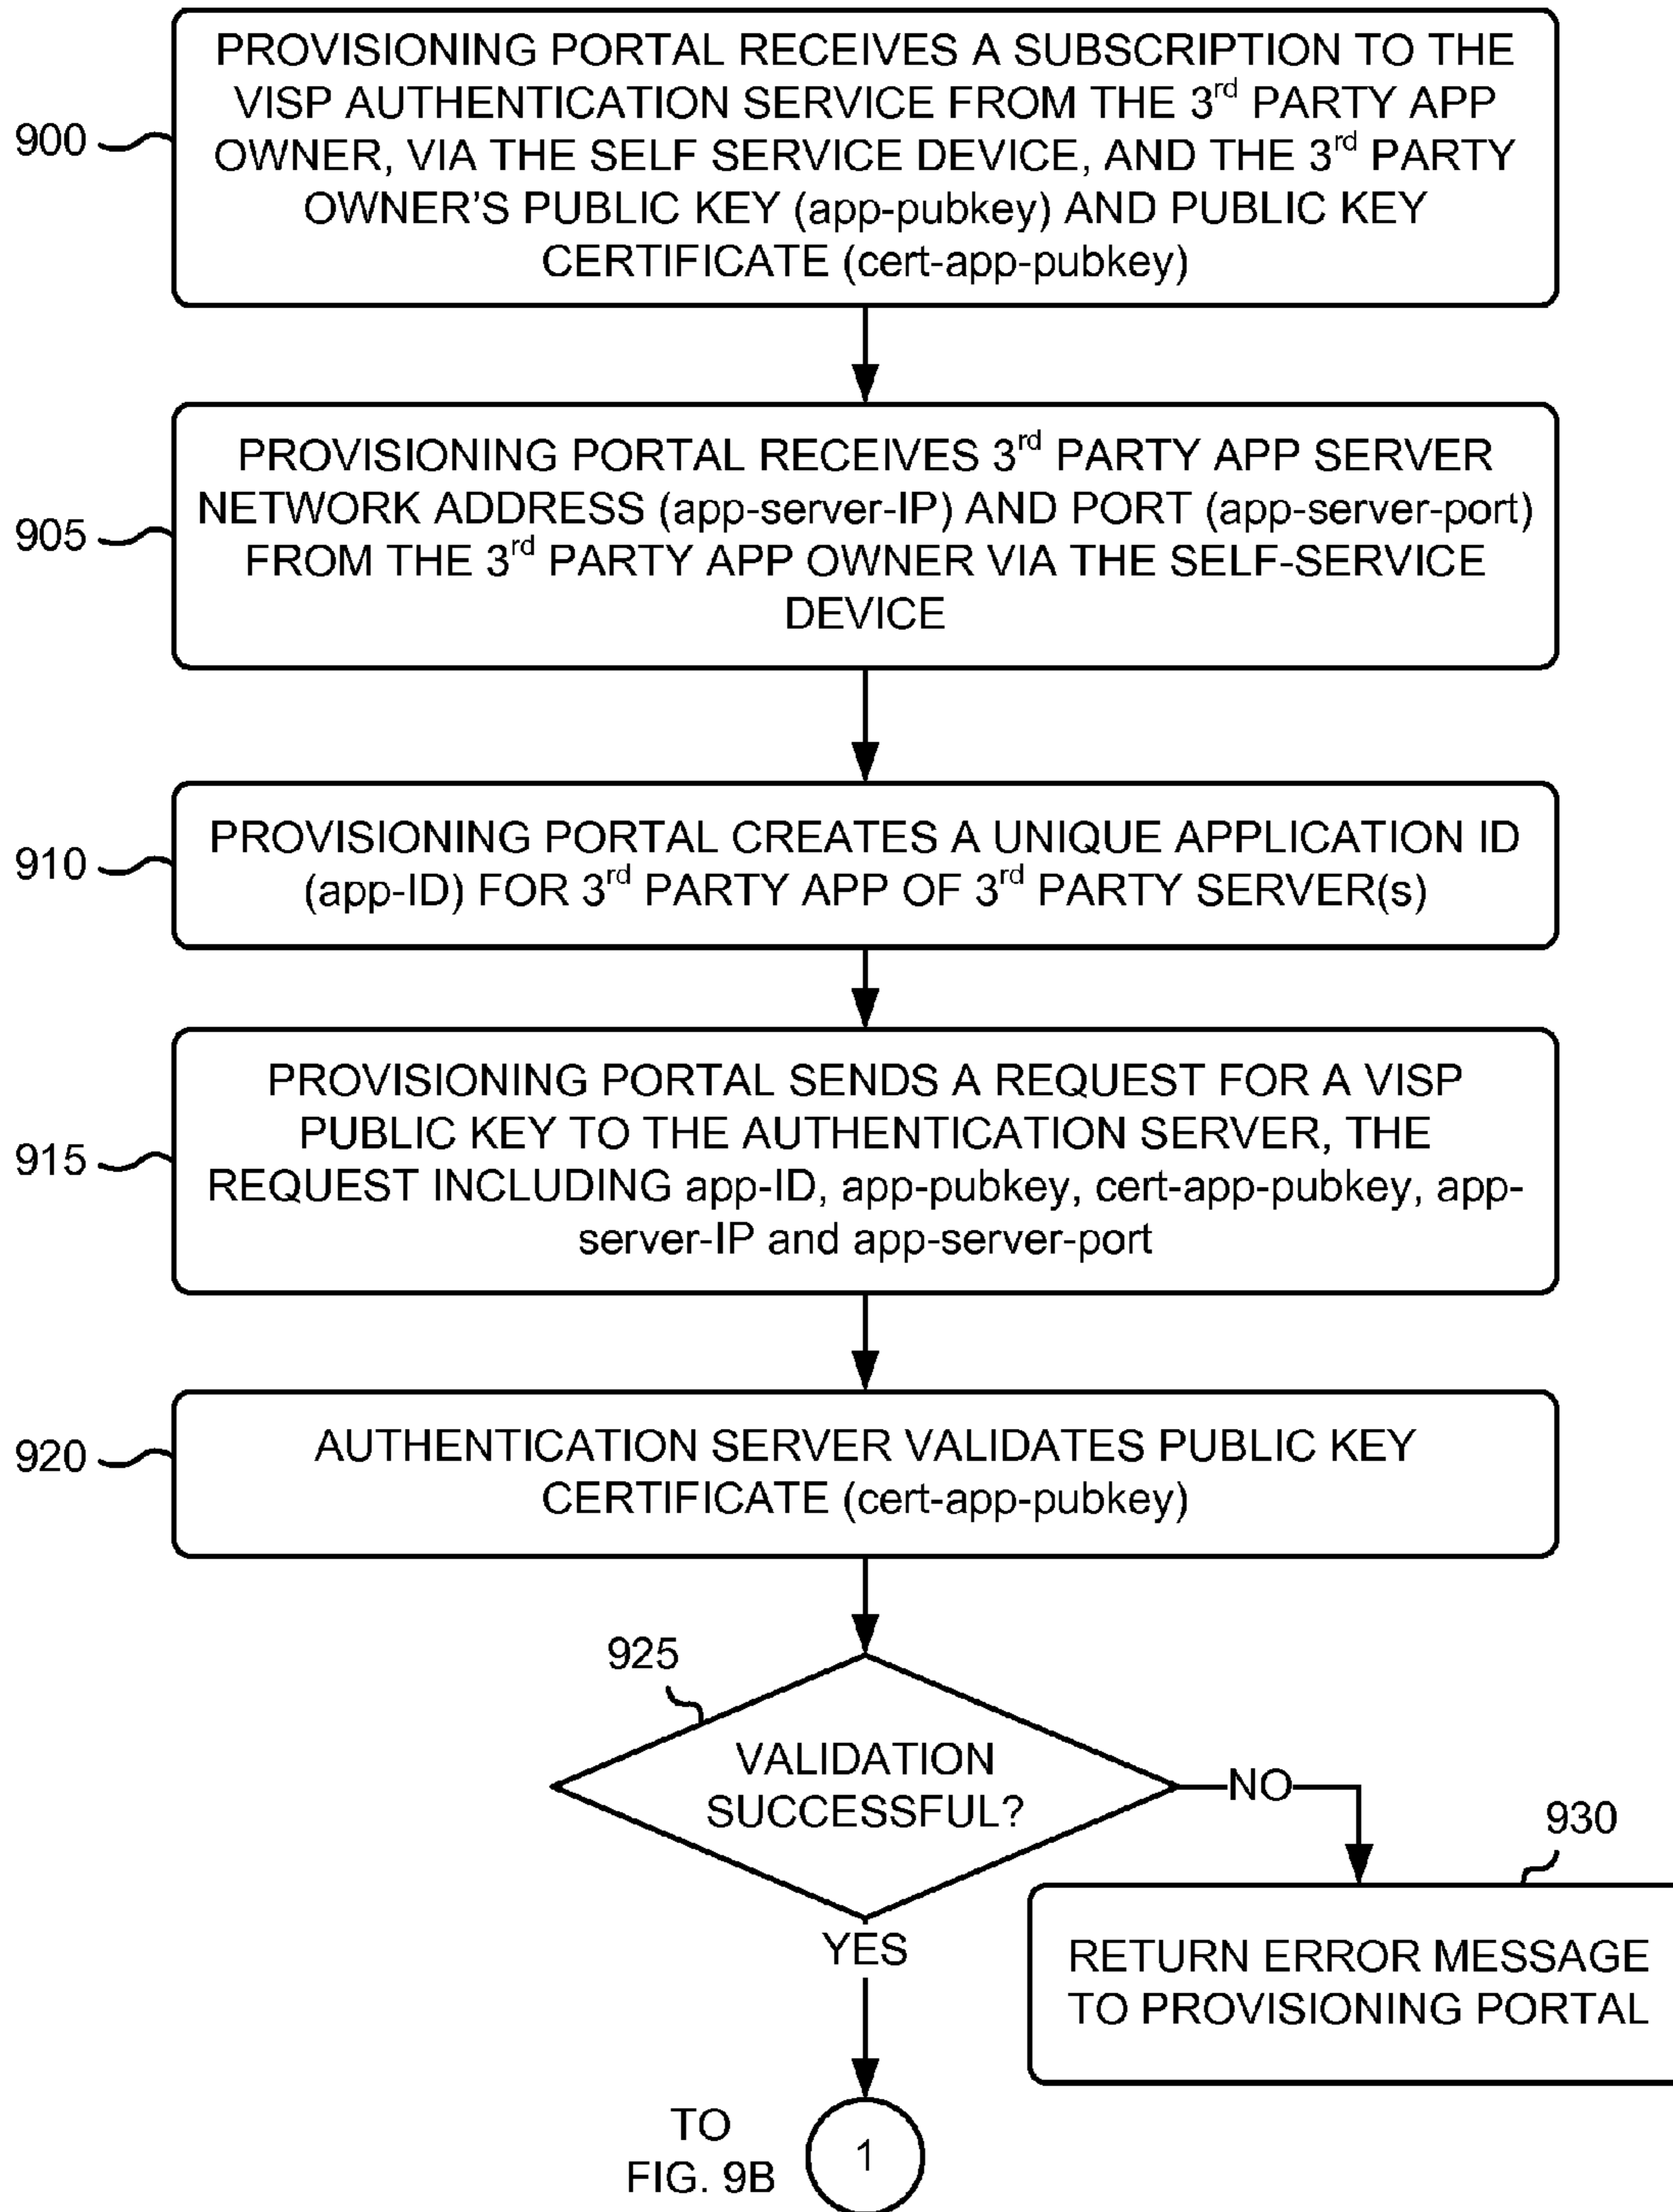 PROVISIONING PORTAL RECEIVES A SUBSCRIPTION TO THE
VISP AUTHENTICATION SERVICE FROM THE 3rd PARTY APP
900
OWNER, VIA THE SELF SERVICE DEVICE, AND THE 3rd PARTY
OWNER'S PUBLIC KEY (app-pubkey) AND PUBLIC KEY
CERTIFICATE (cert-app-pubkey)
PROVISIONING PORTAL RECEIVES 3rd PARTY APP SERVER
NETWORK ADDRESS (app-server-IP) AND PORT (app-server-port)
905
FROM THE 3rd PARTY APP OWNER VIA THE SELF-SERVICE
DEVICE
PROVISIONING PORTAL CREATES A UNIQUE APPLICATION ID
910
(app-ID) FOR 3rd PARTY APP OF 3rd PARTY SERVER(s)
PROVISIONING PORTAL SENDS A REQUEST FOR A VISP
PUBLIC KEY TO THE AUTHENTICATION SERVER, THE
915
REQUEST INCLUDING app-ID, app-pubkey, cert-app-pubkey, app-
server-IP and app-server-port
920
AUTHENTICATION SERVER VALIDATES PUBLIC KEY
CERTIFICATE (cert-app-pubkey)
925
VALIDATION
SUCCESSFUL?
NO
930
YES
RETURN ERROR MESSAGE
TO PROVISIONING PORTAL
TO
FIG. 9B
1